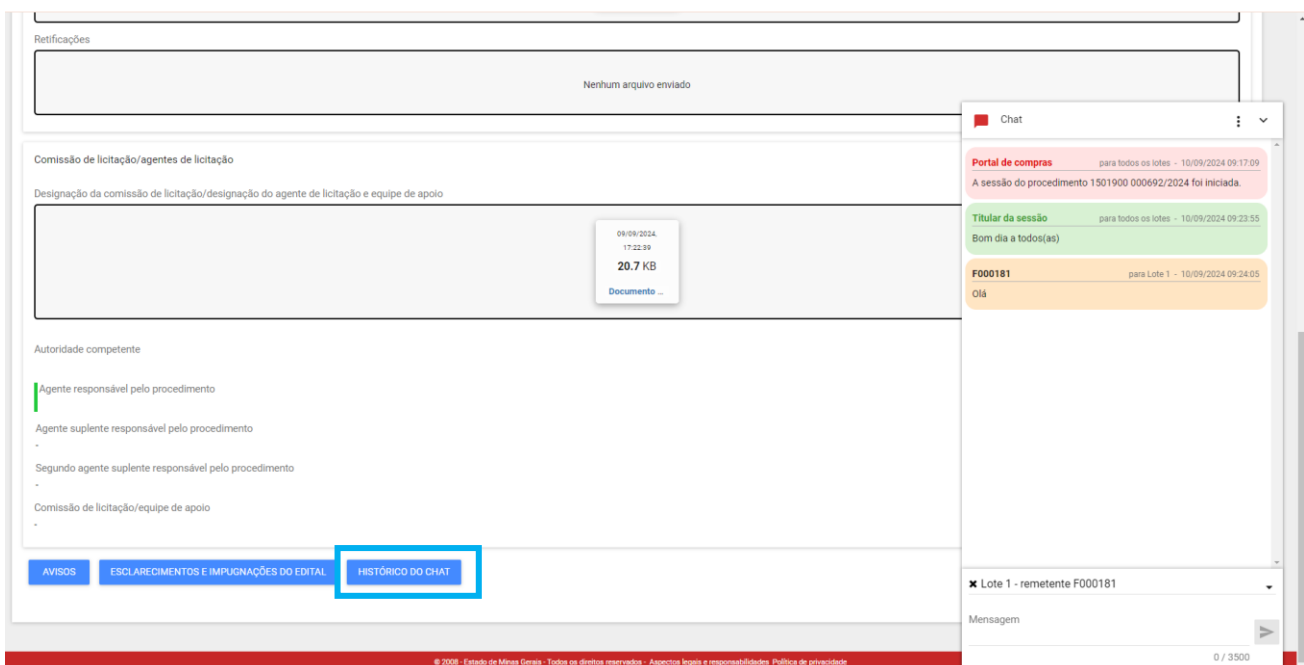 Retificações
Nenhum arquivo enviado
Comissão de licitação/agentes de licitação
Designação da comissão de licitação/designação do agente de licitação e equipe de apoio
09/09/2024,
17:22:39
20.7 KB
Documento ...
Autoridade competente
Agente responsável pelo procedimento
Agente suplente responsável pelo procedimento
-
Segundo agente suplente responsável pelo procedimento
-
Comissão de licitação/equipe de apoio
-
AVISOS
ESCLARECIMENTOS E IMPUGNAÇÕES DO EDITAL
HISTÓRICO DO CHAT
Chat
Portal de compras para todos os lotes - 10/09/2024 09:17:09
A sessão do procedimento 1501900 000692/2024 foi iniciada.
Titular da sessão para todos os lotes - 10/09/2024 09:23:55
Bom dia a todos(as)
F000181 para Lote 1 - 10/09/2024 09:24:05
Olá
✖ Lote 1 - remetente F000181
Mensagem
0 / 3500
© 2008 - Estado de Minas Gerais - Todos os direitos reservados - Aspectos legais e responsabilidades Política de privacidade